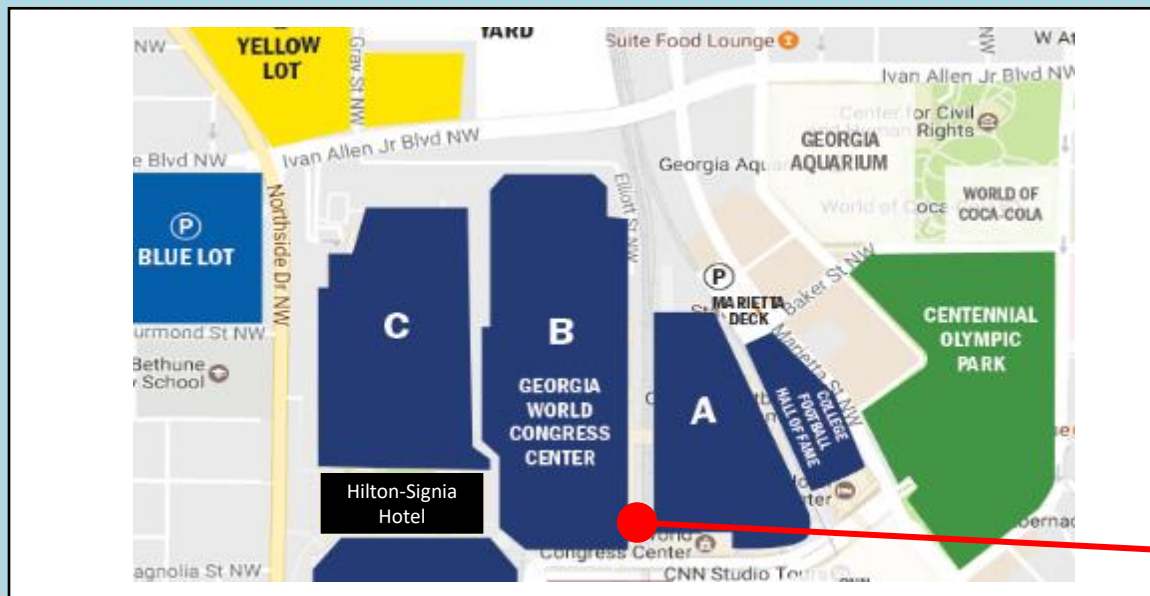 NW
YELLOW
LOT
Gray St NW
YARD
Suite Food Lounge
NW
W At
Ivan Allen Jr Blvd NW
Center for Civil
Rights
GEORGIA
AQUARIUM
Georgia Aqu
WORLD OF
COCA-COLA
World of Coca
Ivan Allen Jr Blvd NW
e Blvd NW
Elliott St NW
P
BLUE LOT
Northside Dr NW
P
MARIETTA
DECK
Baker St NW
Marietta St NW
CENTENNIAL
OLYMPIC
PARK
urmond St NW
Bethune
School
C
B
GEORGIA
WORLD
CONGRESS
CENTER
A
COLLEGE
FOOTBALL
HALL OF FAME
Hilton-Signia
Hotel
Congress Center
CNN Studio Tours
agnolia St NW